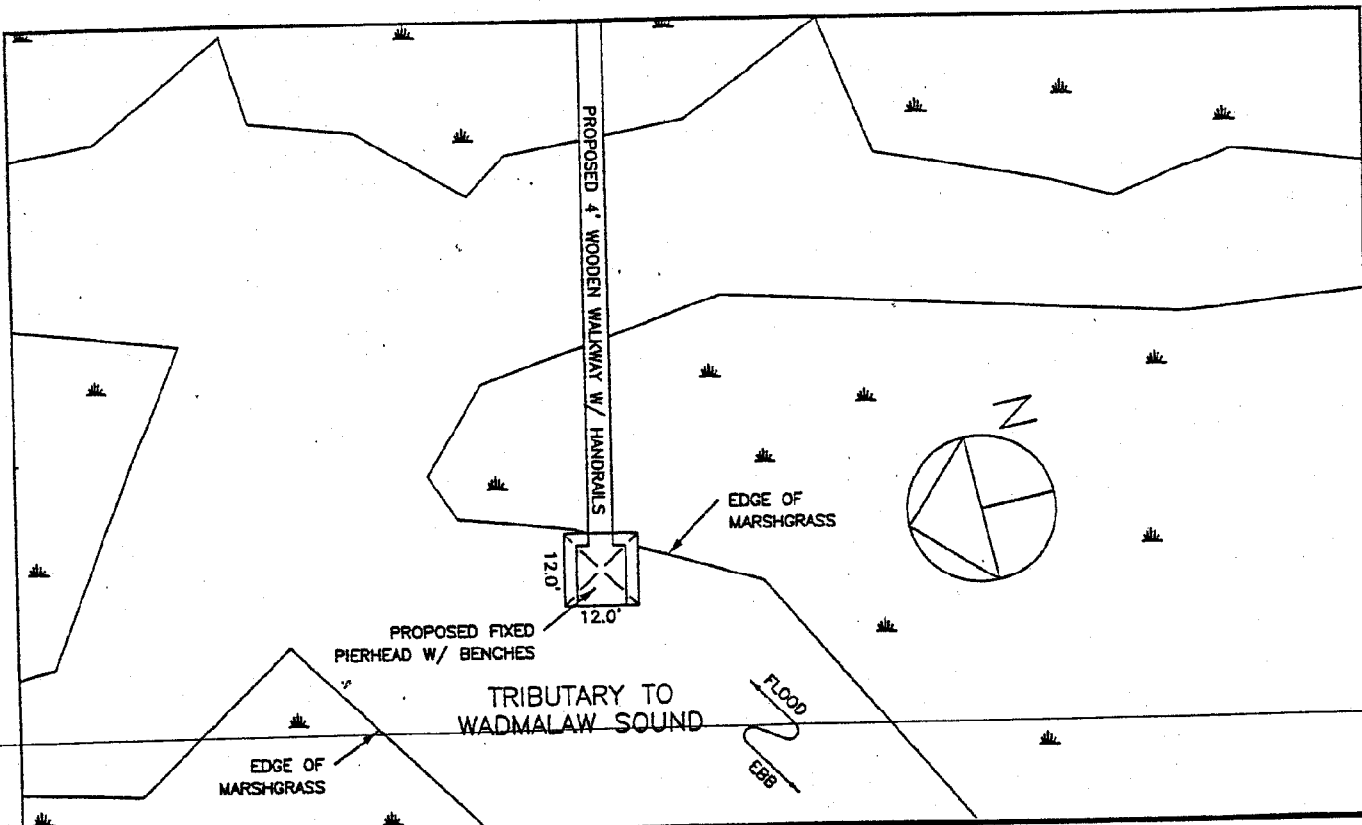 PROPOSED 4' WOODEN WALKWAY W/ HANDRAILS
N
EDGE OF
MARSHGRASS
12.0'
12.0'
PROPOSED FIXED
PIERHEAD W/ BENCHES
TRIBUTARY TO
WADMALAW SOUND
FLOOD
EBB
EDGE OF
MARSHGRASS